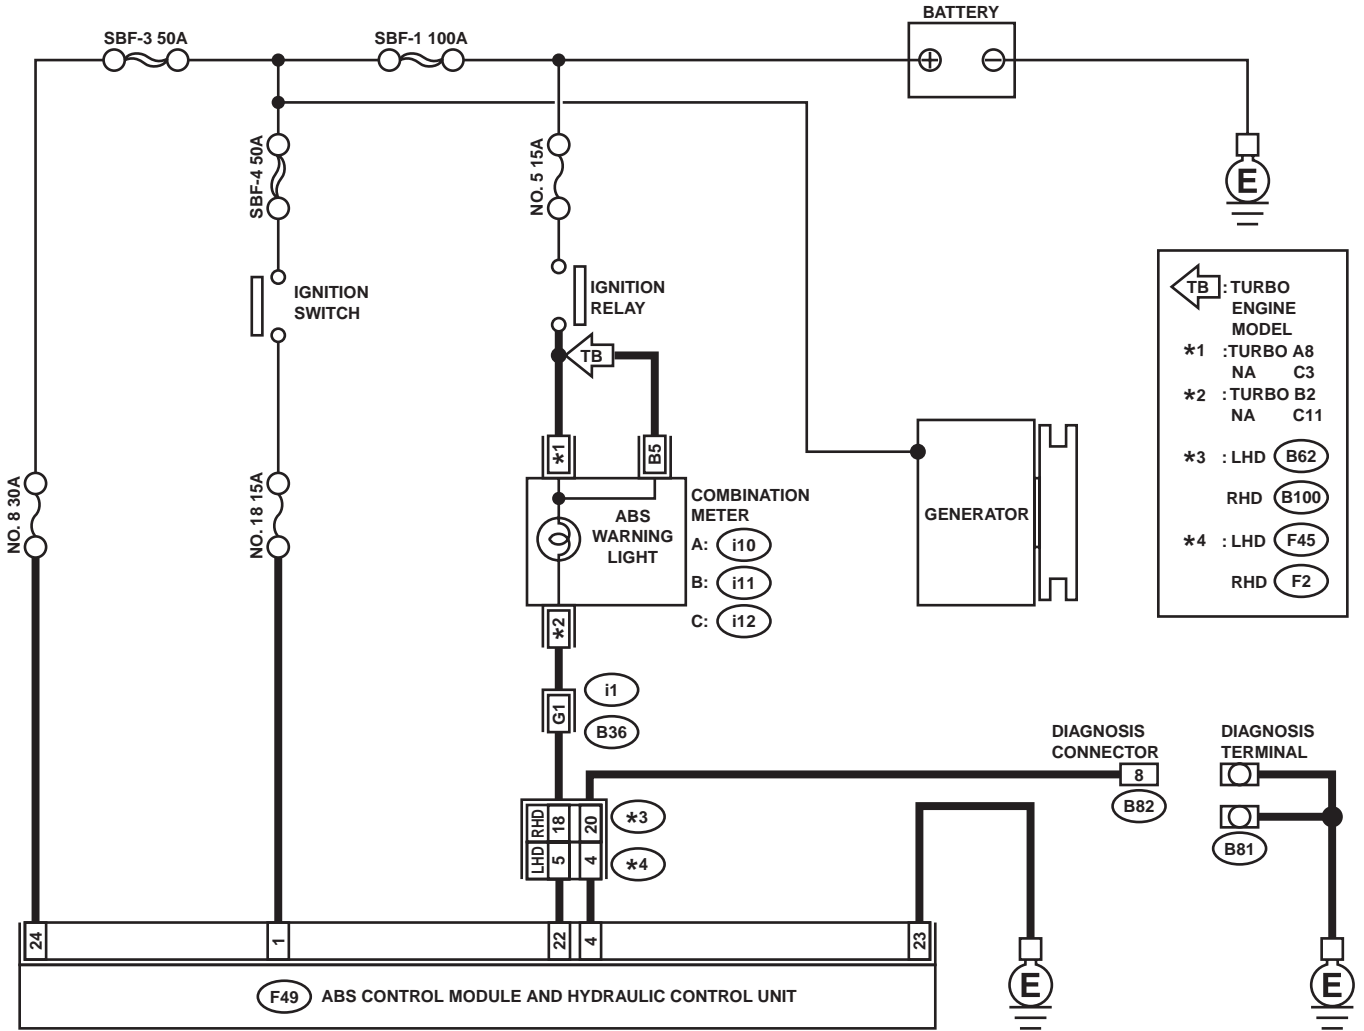 BATTERY
SBF-3 50A
SBF-1 100A
SBF-4 50A
NO. 5 15A
E
IGNITION
SWITCH
IGNITION
RELAY
TB
TB :TURBO
ENGINE
MODEL
*1 :TURBO A8
NA C3
*2 :TURBO B2
NA C11
*3 :LHD B62
RHD B100
*4 :LHD F45
RHD F2
*1
B5
NO. 8 30A
NO. 18 15A
ABS
WARNING
LIGHT
COMBINATION
METER
A: i10
B: i11
C: i12
GENERATOR
*2
G1
i1
B36
DIAGNOSIS
CONNECTOR
8
B82
DIAGNOSIS
TERMINAL
B81
RHD 18 20 *3
LHD 5 4 *4
24 1 22 4 23
E
E
F49 ABS CONTROL MODULE AND HYDRAULIC CONTROL UNIT